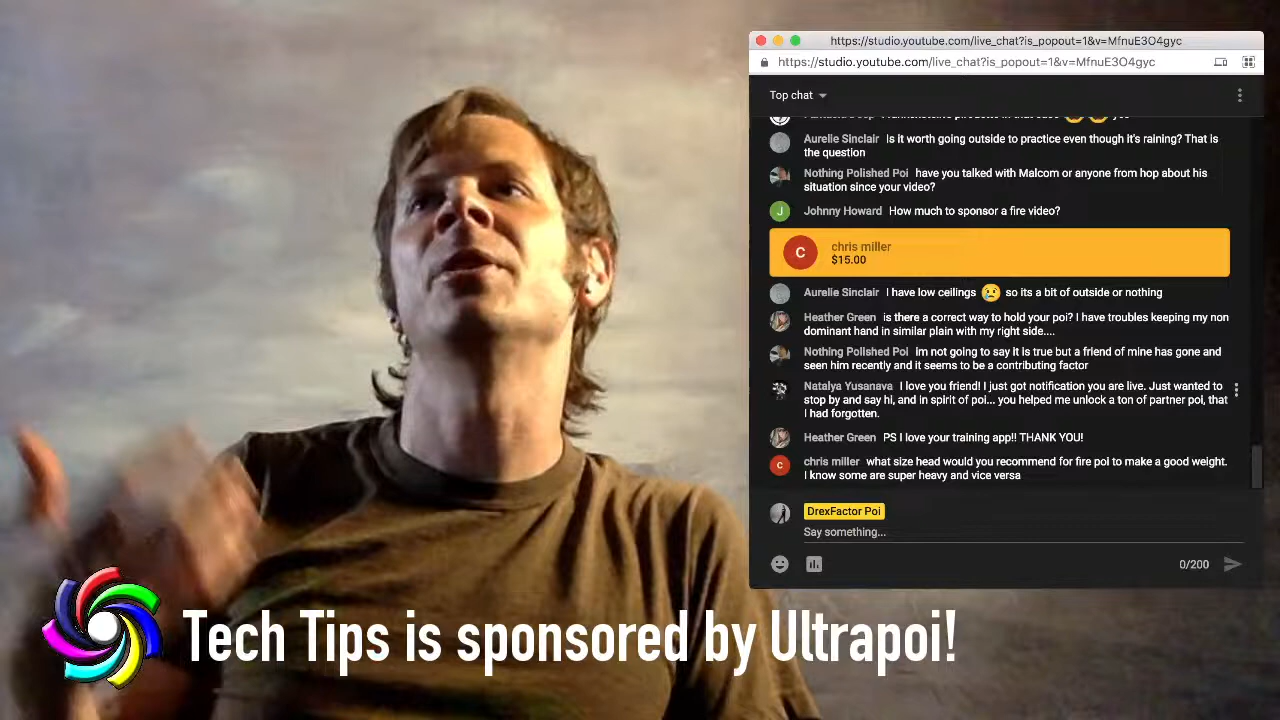 https://studio.youtube.com/live_chat?is_popout=1&v=MfnuE3O4gyc
https://studio.youtube.com/live_chat?is_popout=1&v=MfnuE3O4gyc
Top chat
Aurelie Sinclair Is it worth going outside to practice even though it's raining? That is
the question
Nothing Polished Poi have you talked with Malcom or anyone from hop about his
situation since your video?
J Johnny Howard How much to sponsor a fire video?
C chris miller
$15.00
Aurelie Sinclair I have low ceilings 😢 so its a bit of outside or nothing
Heather Green is there a correct way to hold your poi? I have troubles keeping my non
dominant hand in similar plain with my right side....
Nothing Polished Poi im not going to say it is true but a friend of mine has gone and
seen him recently and it seems to be a contributing factor
Natalya Yusanava I love you friend! I just got notification you are live. Just wanted to
stop by and say hi, and in spirit of poi... you helped me unlock a ton of partner poi, that
I had forgotten.
Heather Green PS I love your training app!! THANK YOU!
C chris miller what size head would you recommend for fire poi to make a good weight.
I know some are super heavy and vice versa
DrexFactor Poi
Say something...
0/200
Tech Tips is sponsored by Ultrapoi!